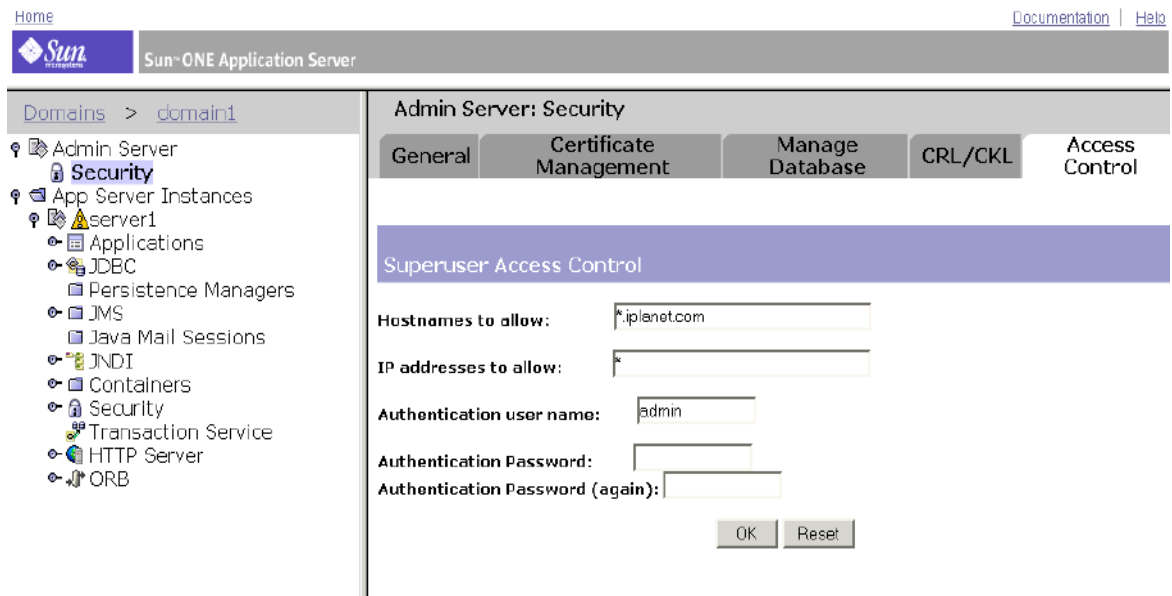 Home
Documentation | Help
Sun microsystems
Sun™ ONE Application Server
Domains > domain1
Admin Server
Security
App Server Instances
server1
Applications
JDBC
Persistence Managers
JMS
Java Mail Sessions
JNDI
Containers
Security
Transaction Service
HTTP Server
ORB
Admin Server: Security
General
Certificate Management
Manage Database
CRL/CKL
Access Control
Superuser Access Control
Hostnames to allow: *.iplanet.com
IP addresses to allow: *
Authentication user name: admin
Authentication Password:
Authentication Password (again):
OK Reset